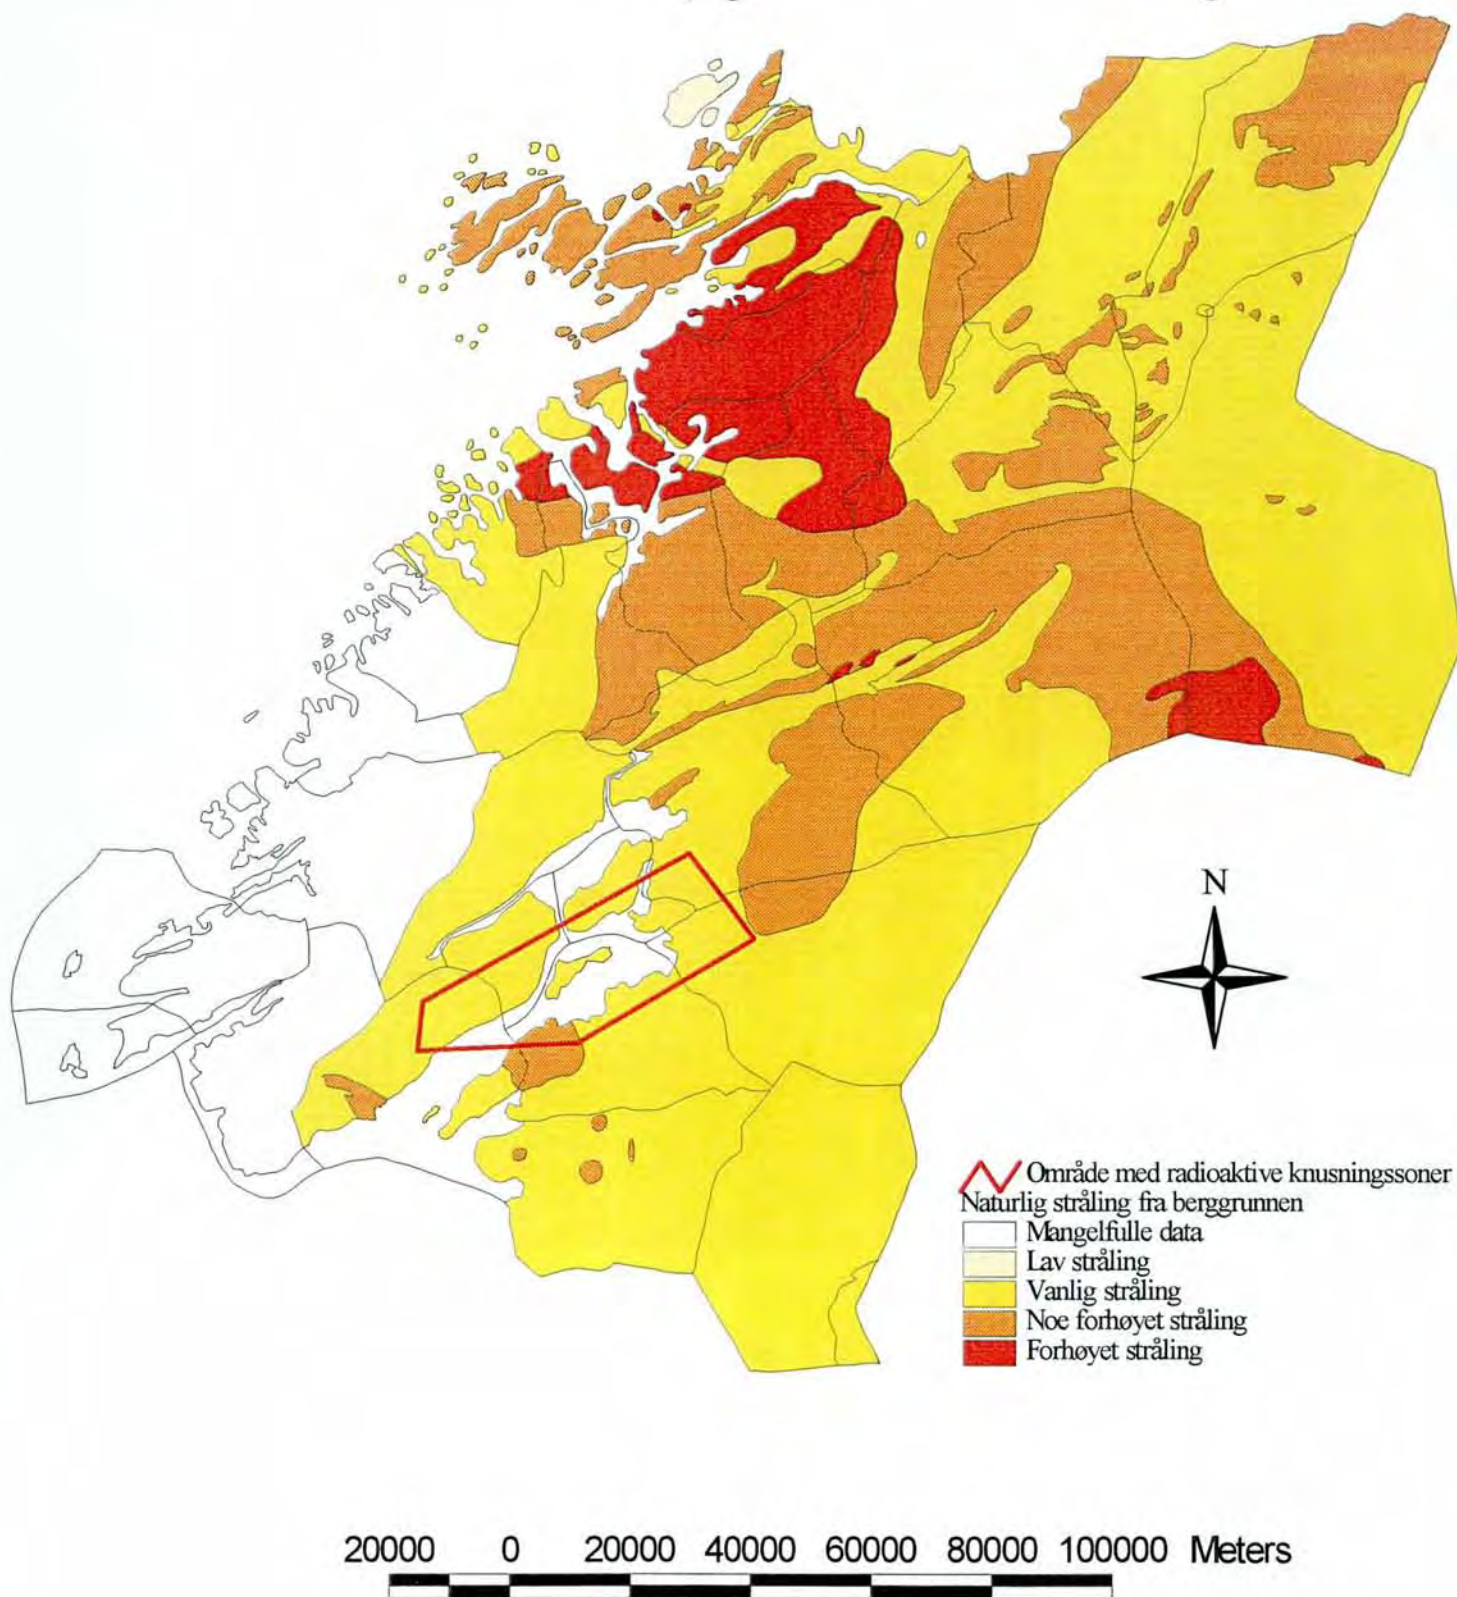 N
Område med radioaktive knusningssoner
Naturlig stråling fra berggrunnen
Mangelfulle data
Lav stråling
Vanlig stråling
Noe forhøyet stråling
Forhøyet stråling
20000 0 20000 40000 60000 80000 100000 Meters